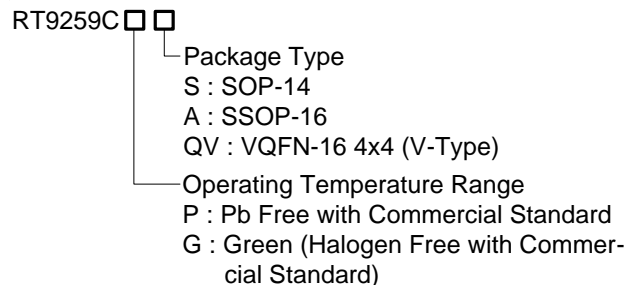 RT9259C
Package Type
S : SOP-14
A : SSOP-16
QV : VQFN-16 4x4 (V-Type)
Operating Temperature Range
P : Pb Free with Commercial Standard
G : Green (Halogen Free with Commer-
cial Standard)